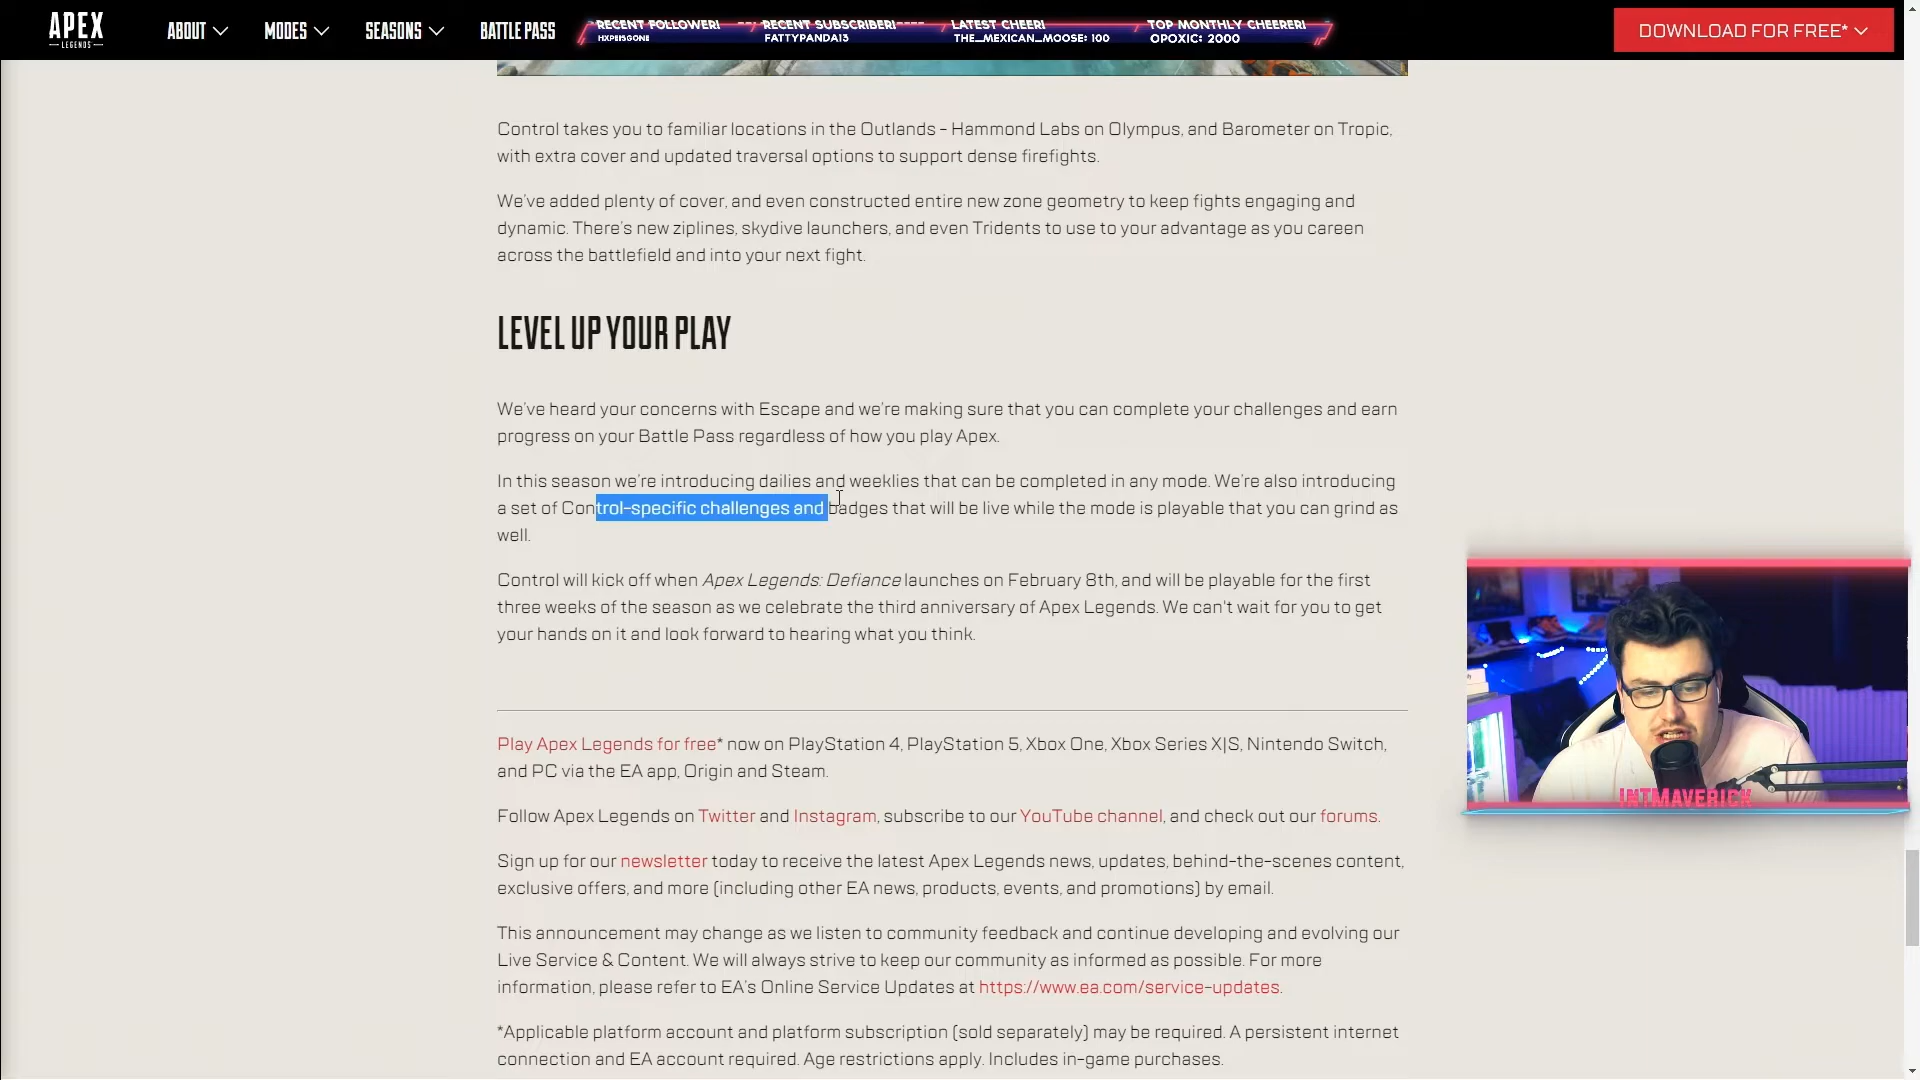 APEX
LEGENDS
ABOUT
MODES
SEASONS
BATTLE PASS
RECENT FOLLOWER!
HXPEISGONE
RECENT SUBSCRIBER!
FATTYPANDA13
LATEST CHEER!
THE_MEXICAN_MOOSE: 100
TOP MONTHLY CHEERER!
OPOXIC: 2000
DOWNLOAD FOR FREE*
Control takes you to familiar locations in the Outlands – Hammond Labs on Olympus, and Barometer on Tropic,
with extra cover and updated traversal options to support dense firefights.
We've added plenty of cover, and even constructed entire new zone geometry to keep fights engaging and
dynamic. There's new ziplines, skydive launchers, and even Tridents to use to your advantage as you careen
across the battlefield and into your next fight.
LEVEL UP YOUR PLAY
We've heard your concerns with Escape and we're making sure that you can complete your challenges and earn
progress on your Battle Pass regardless of how you play Apex.
In this season we're introducing dailies and weeklies that can be completed in any mode. We're also introducing
a set of Control-specific challenges and badges that will be live while the mode is playable that you can grind as
well.
Control will kick off when Apex Legends: Defiance launches on February 8th, and will be playable for the first
three weeks of the season as we celebrate the third anniversary of Apex Legends. We can't wait for you to get
your hands on it and look forward to hearing what you think.
INTMAVERICK
Play Apex Legends for free* now on PlayStation 4, PlayStation 5, Xbox One, Xbox Series X|S, Nintendo Switch,
and PC via the EA app, Origin and Steam.
Follow Apex Legends on Twitter and Instagram, subscribe to our YouTube channel, and check out our forums.
Sign up for our newsletter today to receive the latest Apex Legends news, updates, behind-the-scenes content,
exclusive offers, and more (including other EA news, products, events, and promotions) by email.
This announcement may change as we listen to community feedback and continue developing and evolving our
Live Service & Content. We will always strive to keep our community as informed as possible. For more
information, please refer to EA's Online Service Updates at https://www.ea.com/service-updates.
*Applicable platform account and platform subscription (sold separately) may be required. A persistent internet
connection and EA account required. Age restrictions apply. Includes in-game purchases.